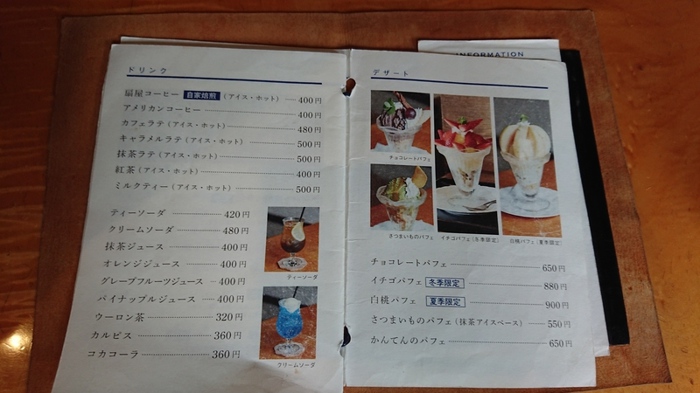 ドリンク
扇屋コーヒー 自家焙煎 (アイス・ホット) 400円
アメリカンコーヒー 400円
カフェラテ (アイス・ホット) 480円
キャラメルラテ (アイス・ホット) 500円
抹茶ラテ (アイス・ホット) 500円
紅茶 (アイス・ホット) 400円
ミルクティー (アイス・ホット) 500円
ティーソーダ 420円
クリームソーダ 480円
抹茶ジュース 400円
オレンジジュース 400円
グレープフルーツジュース 400円
パイナップルジュース 400円
ウーロン茶 320円
カルピス 360円
コカコーラ 360円
ティーソーダ
クリームソーダ
INFORMATION
デザート
チョコレートパフェ
さつまいものパフェ
イチゴパフェ(冬季限定)
白桃パフェ(夏季限定)
チョコレートパフェ 650円
イチゴパフェ 冬季限定 880円
白桃パフェ 夏季限定 900円
さつまいものパフェ (抹茶アイスベース) 550円
かんてんのパフェ 650円